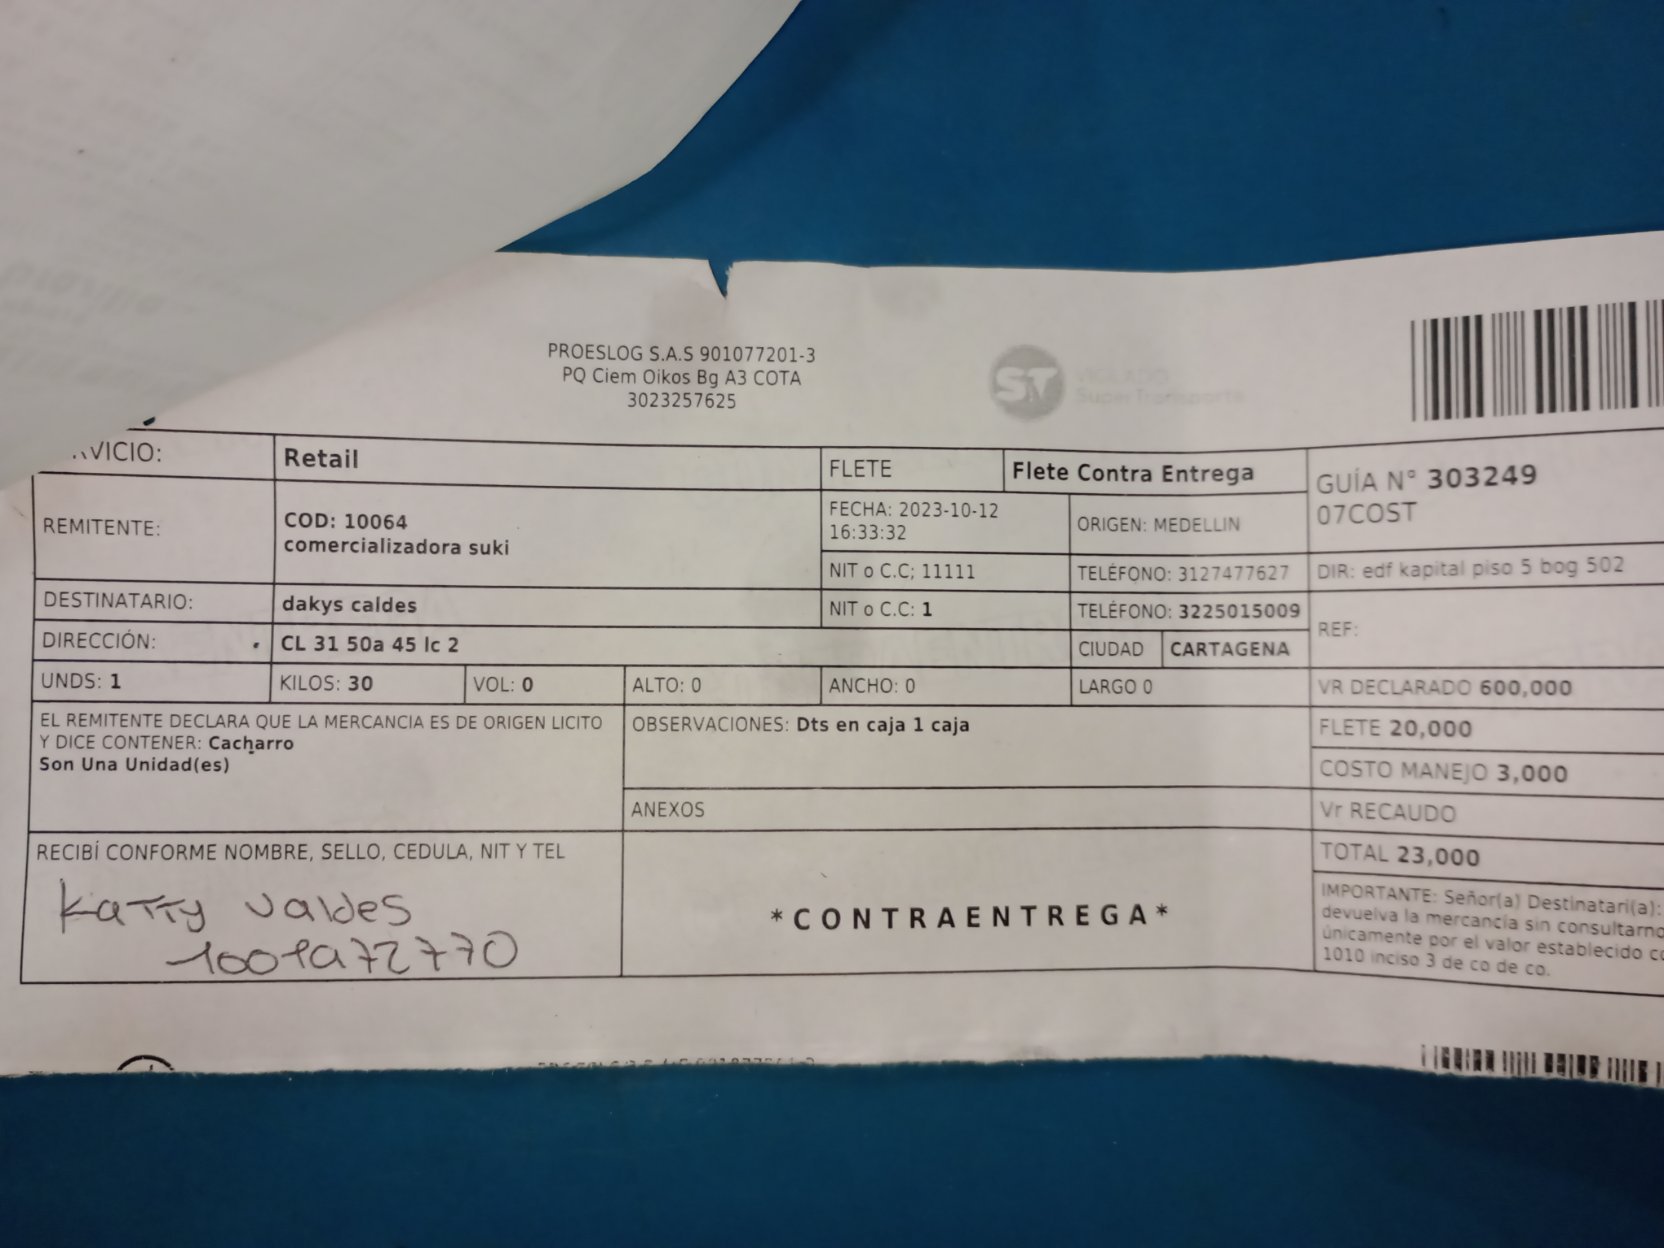 PROESLOG S.A.S 901077201-3
PQ Ciem Oikos Bg A3 COTA
3023257625
ST VIGILADO
SuperTransporte
VICIO: Retail FLETE Flete Contra Entrega
GUÍA N° 303249
07COST
REMITENTE: COD: 10064
comercializadora suki
FECHA: 2023-10-12
16:33:32
ORIGEN: MEDELLIN
NIT o C.C; 11111 TELÉFONO: 3127477627 DIR: edf kapital piso 5 bog 502
DESTINATARIO: dakys caldes NIT o C.C: 1 TELÉFONO: 3225015009
REF:
DIRECCIÓN: CL 31 50a 45 lc 2 CIUDAD CARTAGENA
UNDS: 1 KILOS: 30 VOL: 0 ALTO: 0 ANCHO: 0 LARGO 0 VR DECLARADO 600,000
EL REMITENTE DECLARA QUE LA MERCANCIA ES DE ORIGEN LICITO
Y DICE CONTENER: Cacharro
Son Una Unidad(es)
OBSERVACIONES: Dts en caja 1 caja
FLETE 20,000
COSTO MANEJO 3,000
ANEXOS
Vr RECAUDO
TOTAL 23,000
RECIBÍ CONFORME NOMBRE, SELLO, CEDULA, NIT Y TEL
Katty Valdes
*CONTRAENTREGA*
IMPORTANTE: Señor(a) Destinatari(a):
devuelva la mercancia sin consultarno
únicamente por el valor establecido co
1010 inciso 3 de co de co.